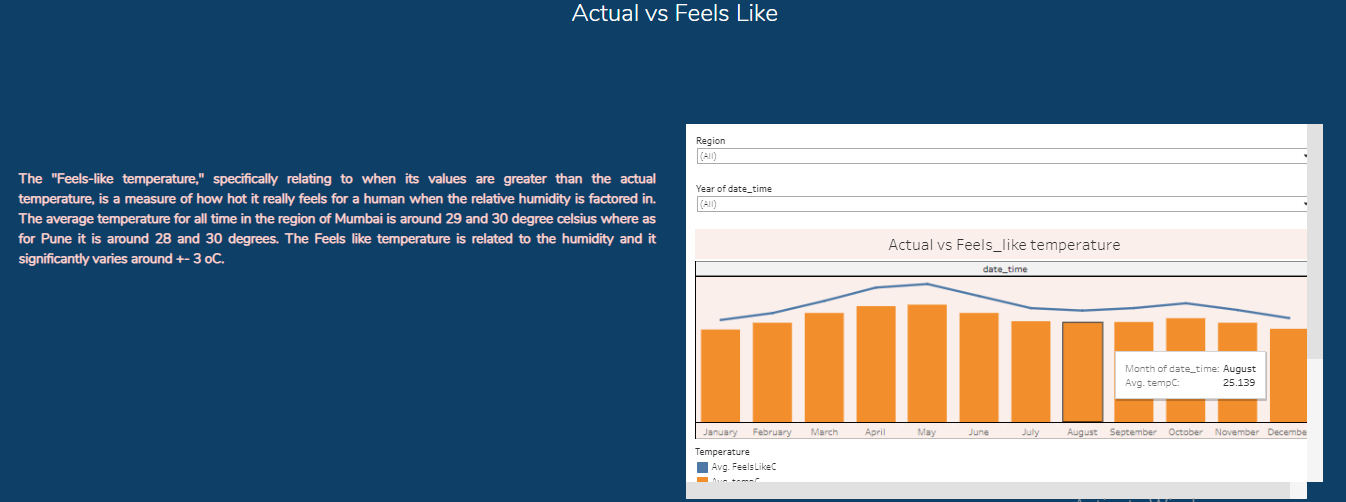 Actual vs Feels Like
The "Feels-like temperature," specifically relating to when its values are greater than the actual
temperature, is a measure of how hot it really feels for a human when the relative humidity is factored in.
The average temperature for all time in the region of Mumbai is around 29 and 30 degree celsius where as
for Pune it is around 28 and 30 degrees. The Feels like temperature is related to the humidity and it
significantly varies around +- 3 oC.
Region
(All)
Year of date_time
(All)
Actual vs Feels_like temperature
date_time
Month of date_time: August
Avg. tempC: 25.139
January February March April May June July August September October November Decembe
Temperature
Avg. FeelsLikeC
Avg. tempC